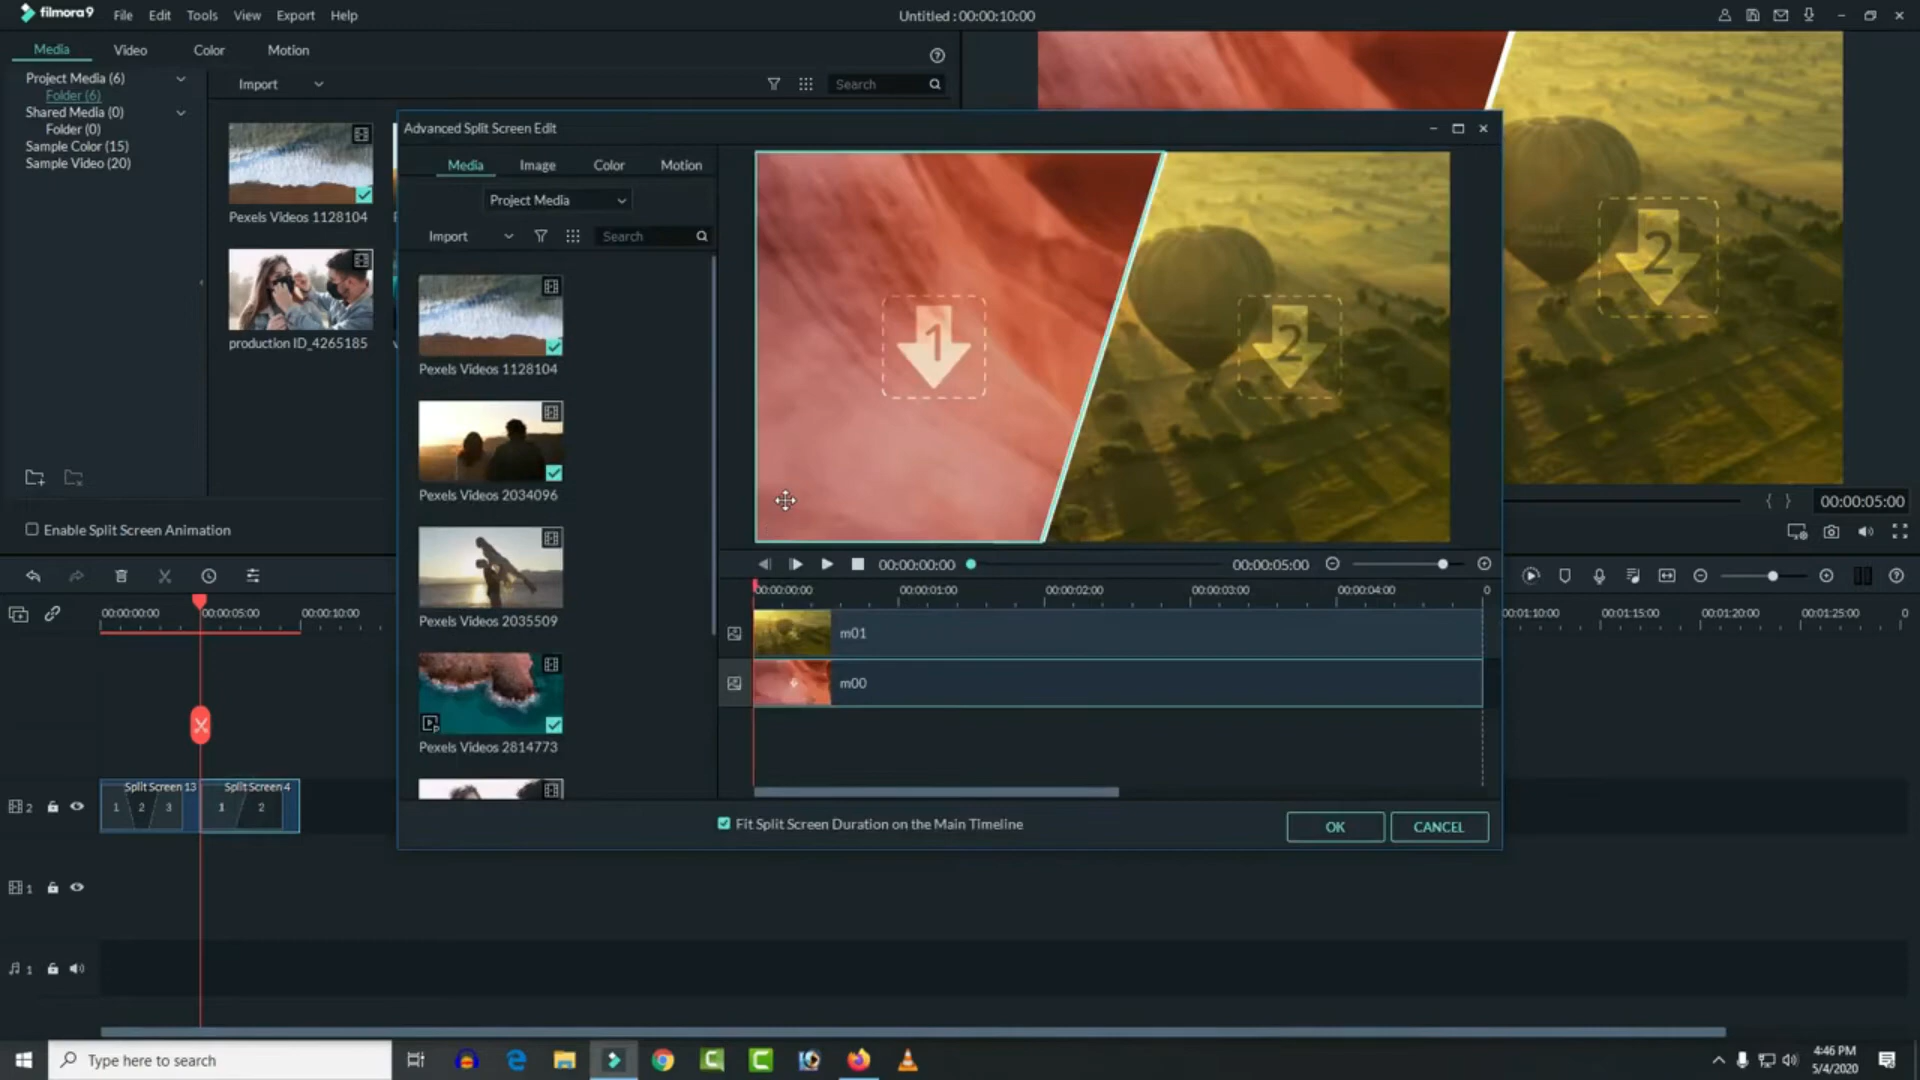 filmora9
File Edit Tools View Export Help
Untitled : 00:00:10:00
Media Video Color Motion
Project Media (6)
Folder (6)
Shared Media (0)
Folder (0)
Sample Color (15)
Sample Video (20)
Import
Search
Pexels Videos 1128104
production ID_4265185
Enable Split Screen Animation
Advanced Split Screen Edit
Media Image Color Motion
Project Media
Import
Search
Pexels Videos 1128104
Pexels Videos 2034096
Pexels Videos 2035509
Pexels Videos 2814773
1
2
2
00:00:00:00
00:00:05:00
00:00:00:00 00:00:01:00 00:00:02:00 00:00:03:00 00:00:04:00 0
m01
m00
Fit Split Screen Duration on the Main Timeline
OK
CANCEL
00:00:05:00
00:00:00:00 00:00:05:00 00:00:10:00
00:01:10:00 00:01:15:00 00:01:20:00 00:01:25:00 0
Split Screen 13 Split Screen 4
1 2 3 1 2
2
1
1
Type here to search
4:46 PM
5/4/2020